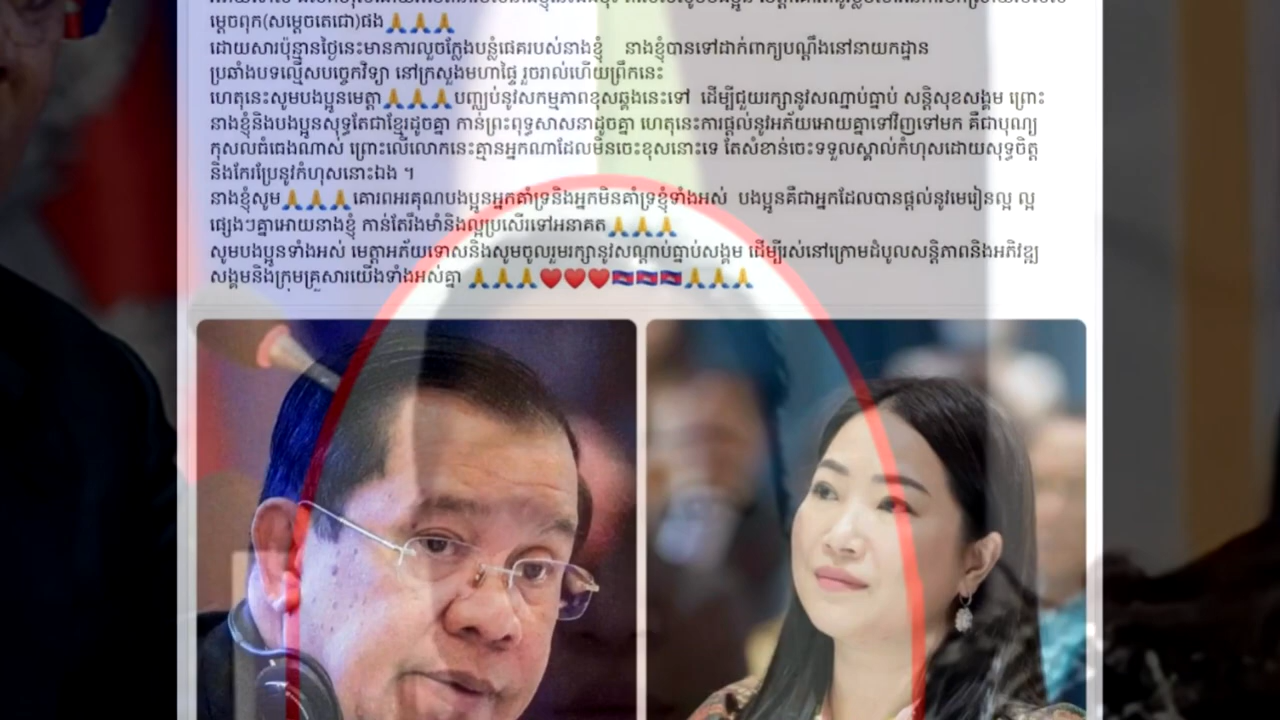 ម្តេចពុក(សម្តេចតេជោ)ផង🙏🙏🙏
ដោយសារប៉ុន្មានថ្ងៃនេះមានការលួចក្លែងបន្លំផេគរបស់នាងខ្ញុំ នាងខ្ញុំបានទៅដាក់ពាក្យបណ្តឹងនៅនាយកដ្ឋាន
ប្រឆាំងបទល្មើសបច្ចេកវិទ្យា នៅក្រសួងមហាផ្ទៃ រួចរាល់ហើយព្រឹកនេះ
ហេតុនេះសូមបងប្អូនមេត្តា🙏🙏🙏បញ្ឈប់នូវសកម្មភាពខុសឆ្គងនេះទៅ ដើម្បីជួយរក្សានូវសណ្តាប់ធ្នាប់ សន្តិសុខសង្គម ព្រោះ
នាងខ្ញុំនិងបងប្អូនសុទ្ធតែជាខ្មែរដូចគ្នា កាន់ព្រះពុទ្ធសាសនាដូចគ្នា ហេតុនេះការផ្តល់នូវអភ័យអោយគ្នាទៅវិញទៅមក គឺជាបុណ្យ
កុសលធំធេងណាស់ ព្រោះលើលោកនេះគ្មានអ្នកណាដែលមិនចេះខុសនោះទេ តែសំខាន់ចេះទទួលស្គាល់កំហុសដោយសុទ្ធចិត្ត
និងកែរប្រែនូវកំហុសនោះឯង ។
នាងខ្ញុំសូម🙏🙏🙏គោរពអរគុណបងប្អូនអ្នកគាំទ្រនិងអ្នកមិនគាំទ្រខ្ញុំទាំងអស់ បងប្អូនគឺជាអ្នកដែលបានផ្តល់នូវមេរៀនល្អ ល្អ
ផ្សេងៗគ្នាអោយនាងខ្ញុំ កាន់តែរឹងមាំនិងល្អប្រសើរទៅអនាគត🙏🙏🙏
សូមបងប្អូនទាំងអស់ មេត្តាអភ័យទោសនិងសូមចូលរួមរក្សានូវសណ្តាប់ធ្នាប់សង្គម ដើម្បីរស់នៅក្រោមដំបូលសន្តិភាពនិងអភិវឌ្ឍ
សង្គមនិងក្រុមគ្រួសារយើងទាំងអស់គ្នា 🙏🙏🙏❤️❤️❤️🇰🇭🇰🇭🇰🇭🙏🙏🙏